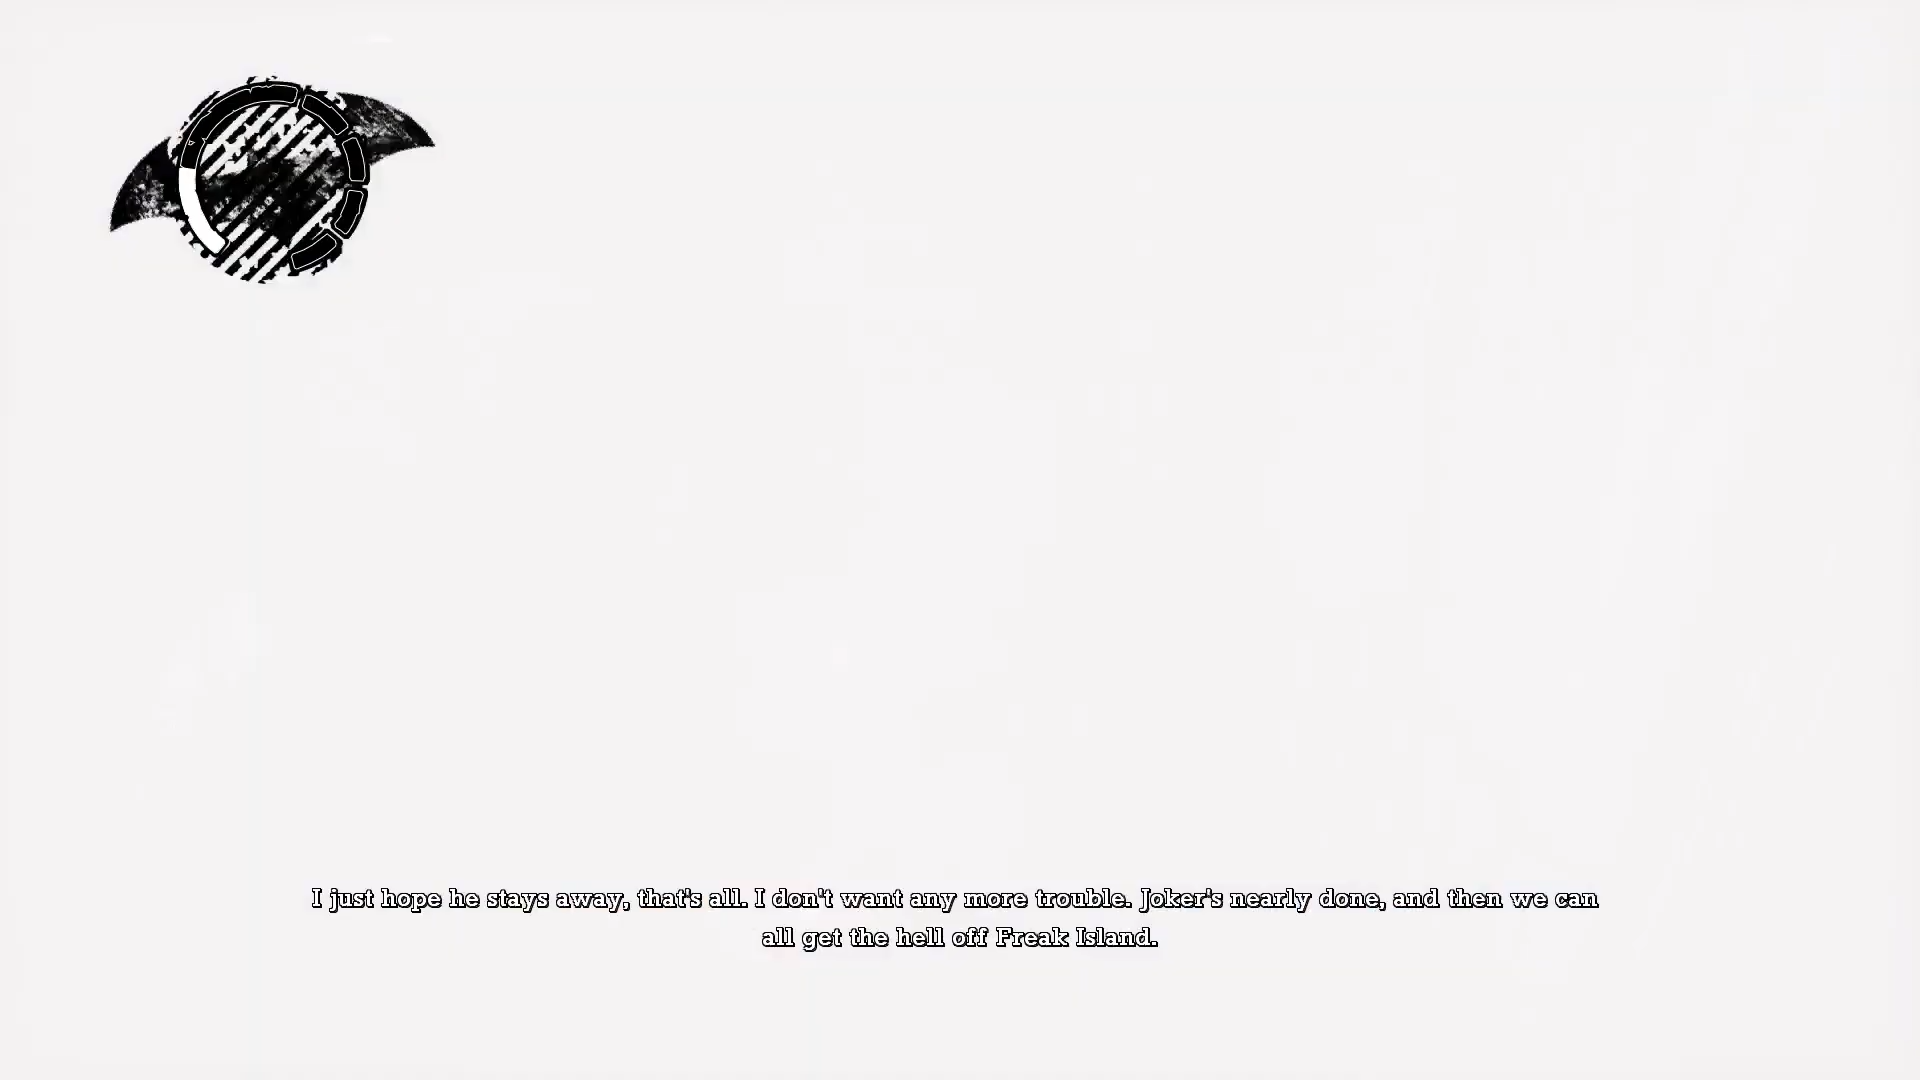 I just hope he stays away, that's all. I don't want any more trouble. Joker's nearly done, and then we can
all get the hell off Freak Island.